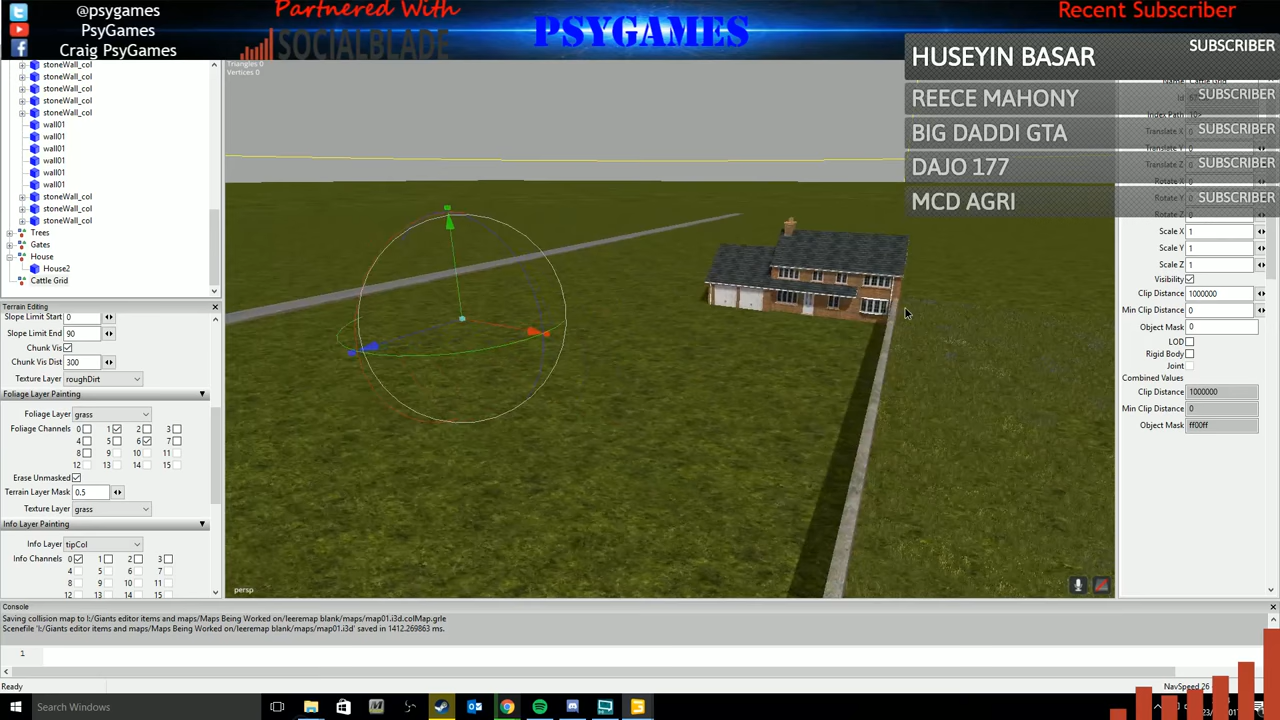 @psygames
PsyGames
Craig PsyGames
Partnered With
SOCIALBLADE
PSYGAMES
Recent Subscriber
HUSEYIN BASAR
SUBSCRIBER
REECE MAHONY
SUBSCRIBER
BIG DADDI GTA
SUBSCRIBER
DAJO 177
SUBSCRIBER
MCD AGRI
SUBSCRIBER
Triangles 0
Vertices 0
stoneWall_col
stoneWall_col
stoneWall_col
stoneWall_col
stoneWall_col
wall01
wall01
wall01
wall01
wall01
wall01
stoneWall_col
stoneWall_col
stoneWall_col
Trees
Gates
House
House2
Cattle Grid
Terrain Editing
Slope Limit Start 0
Slope Limit End 90
Chunk Vis
Chunk Vis Dist 300
Texture Layer roughDirt
Foliage Layer Painting
Foliage Layer grass
Foliage Channels 0 1 2 3
4 5 6 7
8 9 10 11
12 13 14 15
Erase Unmasked
Terrain Layer Mask 0.5
Texture Layer grass
Info Layer Painting
Info Layer tipCol
Info Channels 0 1 2 3
4 5 6 7
8 9 10 11
12 13 14 15
persp
Scale X 1
Scale Y 1
Scale Z 1
Visibility
Clip Distance 1000000
Min Clip Distance 0
Object Mask 0
LOD
Rigid Body
Joint
Combined Values
Clip Distance 1000000
Min Clip Distance 0
Object Mask ff00ff
Console
Saving collision map to I:/Giants editor items and maps/Maps Being Worked on/leeremap blank/maps/map01.i3d.colMap.grle
Scenefile 'I:/Giants editor items and maps/Maps Being Worked on/leeremap blank/maps/map01.i3d' saved in 1412.269863 ms.
1
Ready
NavSpeed 26
Search Windows